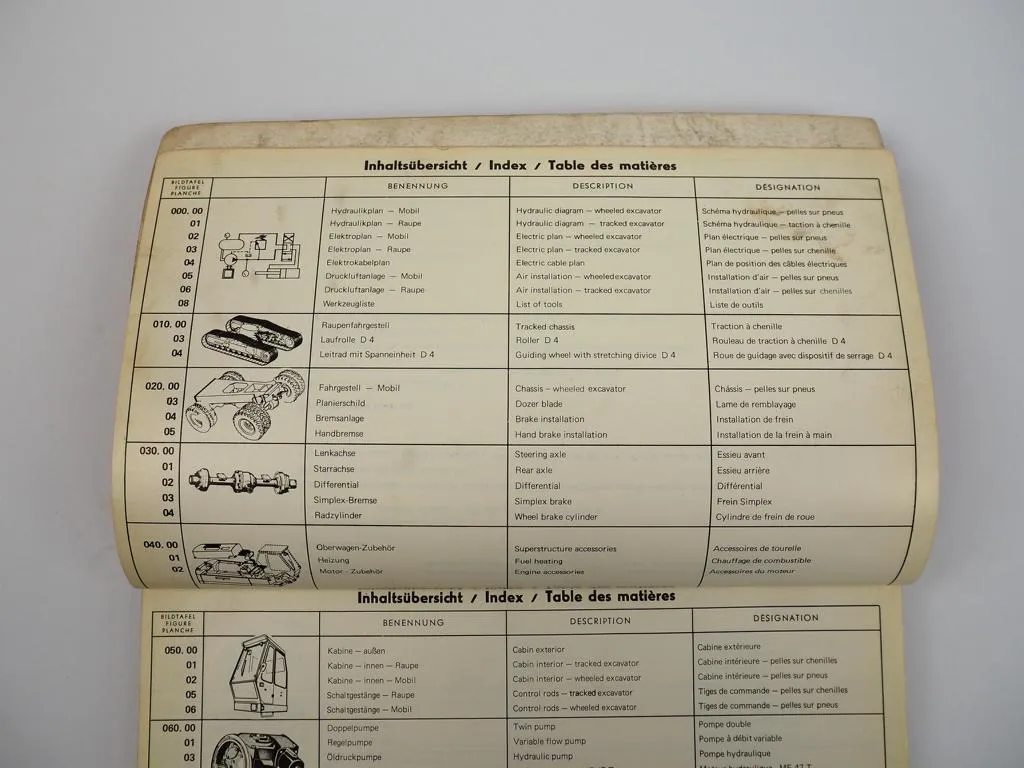 Inhaltsübersicht / Index / Table des matières
BILDTAFEL
FIGURE
PLANCHE
BENENNUNG DESCRIPTION DÉSIGNATION
000. 00 Hydraulikplan — Mobil Hydraulic diagram — wheeled excavator Schéma hydraulique — pelles sur pneus
01 Hydraulikplan — Raupe Hydraulic diagram — tracked excavator Schéma hydraulique — taction à chenille
02 Elektroplan — Mobil Electric plan — wheeled excavator Plan électrique — pelles sur pneus
03 Elektroplan — Raupe Electric plan — tracked excavator Plan électrique — pelles sur chenille
04 Elektrokabelplan Electric cable plan Plan de position des câbles électriques
05 Druckluftanlage — Mobil Air installation — wheeledexcavator Installation d'air — pelles sur pneus
06 Druckluftanlage — Raupe Air installation — tracked excavator Installation d'air — pelles sur chenilles
08 Werkzeugliste List of tools Liste de outils
010. 00 Raupenfahrgestell Tracked chassis Traction à chenille
03 Laufrolle D 4 Roller D 4 Rouleau de traction à chenille D 4
04 Leitrad mit Spanneinheit D 4 Guiding wheel with stretching divice D 4 Roue de guidage avec dispositif de serrage D 4
020. 00 Fahrgestell — Mobil Chassis — wheeled excavator Châssis — pelles sur pneus
03 Planierschild Dozer blade Lame de remblayage
04 Bremsanlage Brake installation Installation de frein
05 Handbremse Hand brake installation Installation de la frein à main
030. 00 Lenkachse Steering axle Essieu avant
01 Starrachse Rear axle Essieu arrière
02 Differential Differential Différential
03 Simplex-Bremse Simplex brake Frein Simplex
04 Radzylinder Wheel brake cylinder Cylindre de frein de roue
040. 00 Oberwagen-Zubehör Superstructure accessories Accessoires de tourelle
01 Heizung Fuel heating Chauffage de combustible
02 Motor - Zubehör Engine accessories Accessoires du moteur
Inhaltsübersicht / Index / Table des matières
BILDTAFEL
FIGURE
PLANCHE
BENENNUNG DESCRIPTION DÉSIGNATION
050. 00 Kabine — außen Cabin exterior Cabine extérieure
01 Kabine — innen — Raupe Cabin interior — tracked excavator Cabine intérieure — pelles sur chenilles
02 Kabine — innen — Mobil Cabin interior — wheeled excavator Cabine intérieure — pelles sur pneus
05 Schaltgestänge — Raupe Control rods — tracked excavator Tiges de commande — pelles sur chenilles
06 Schaltgestänge — Mobil Control rods — wheeled excavator Tiges de commande — pelles sur pneus
060. 00 Doppelpumpe Twin pump Pompe double
01 Regelpumpe Variable flow pump Pompe à débit variable
03 Öldruckpumpe Hydraulic pump Pompe hydraulique